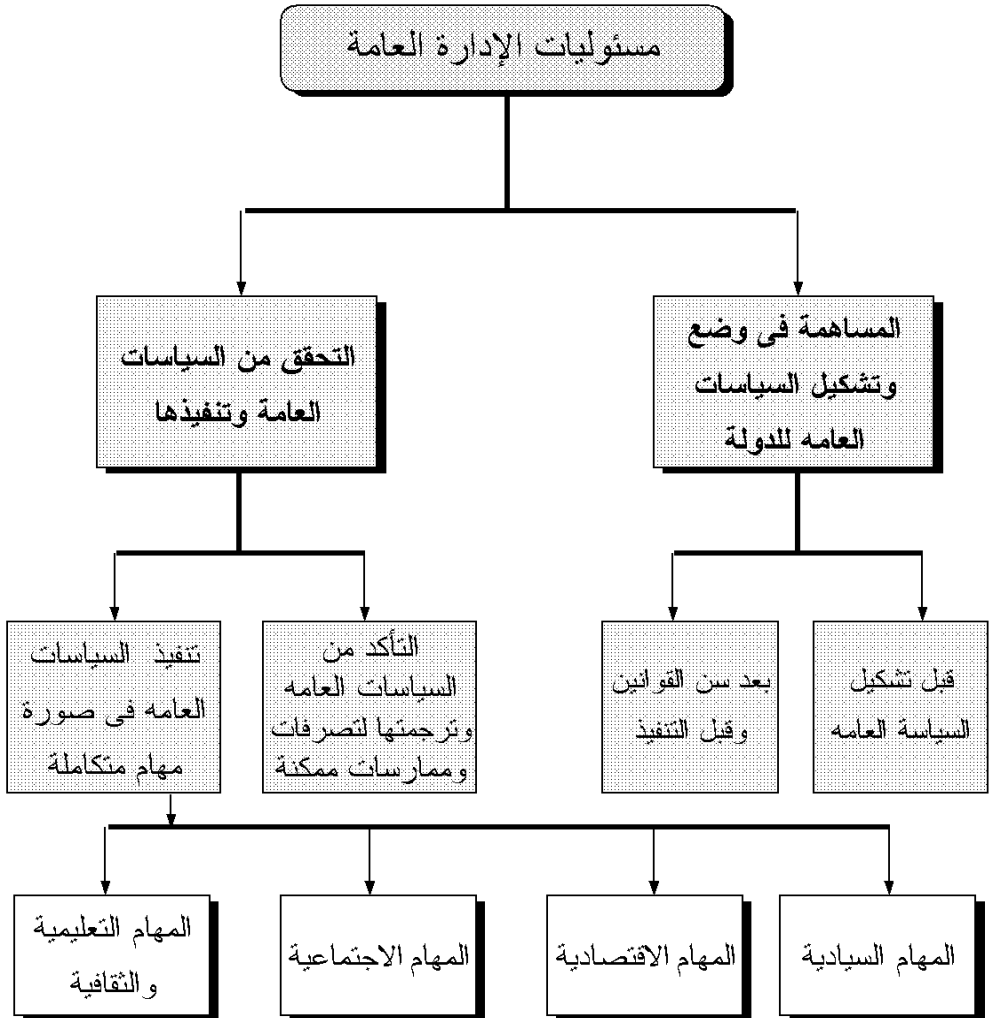 مسئوليات الإدارة العامة
المساهمة فى وضع
وتشكيل السياسات
العامه للدولة
التحقق من السياسات
العامة وتنفيذها
قبل تشكيل
السياسة العامه
بعد سن القوانين
وقبل التنفيذ
التأكد من
السياسات العامه
وترجمتها لتصرفات
وممارسات ممكنة
تنفيذ السياسات
العامه فى صورة
مهام متكاملة
المهام السيادية
المهام الاقتصادية
المهام الاجتماعية
المهام التعليمية
والثقافية